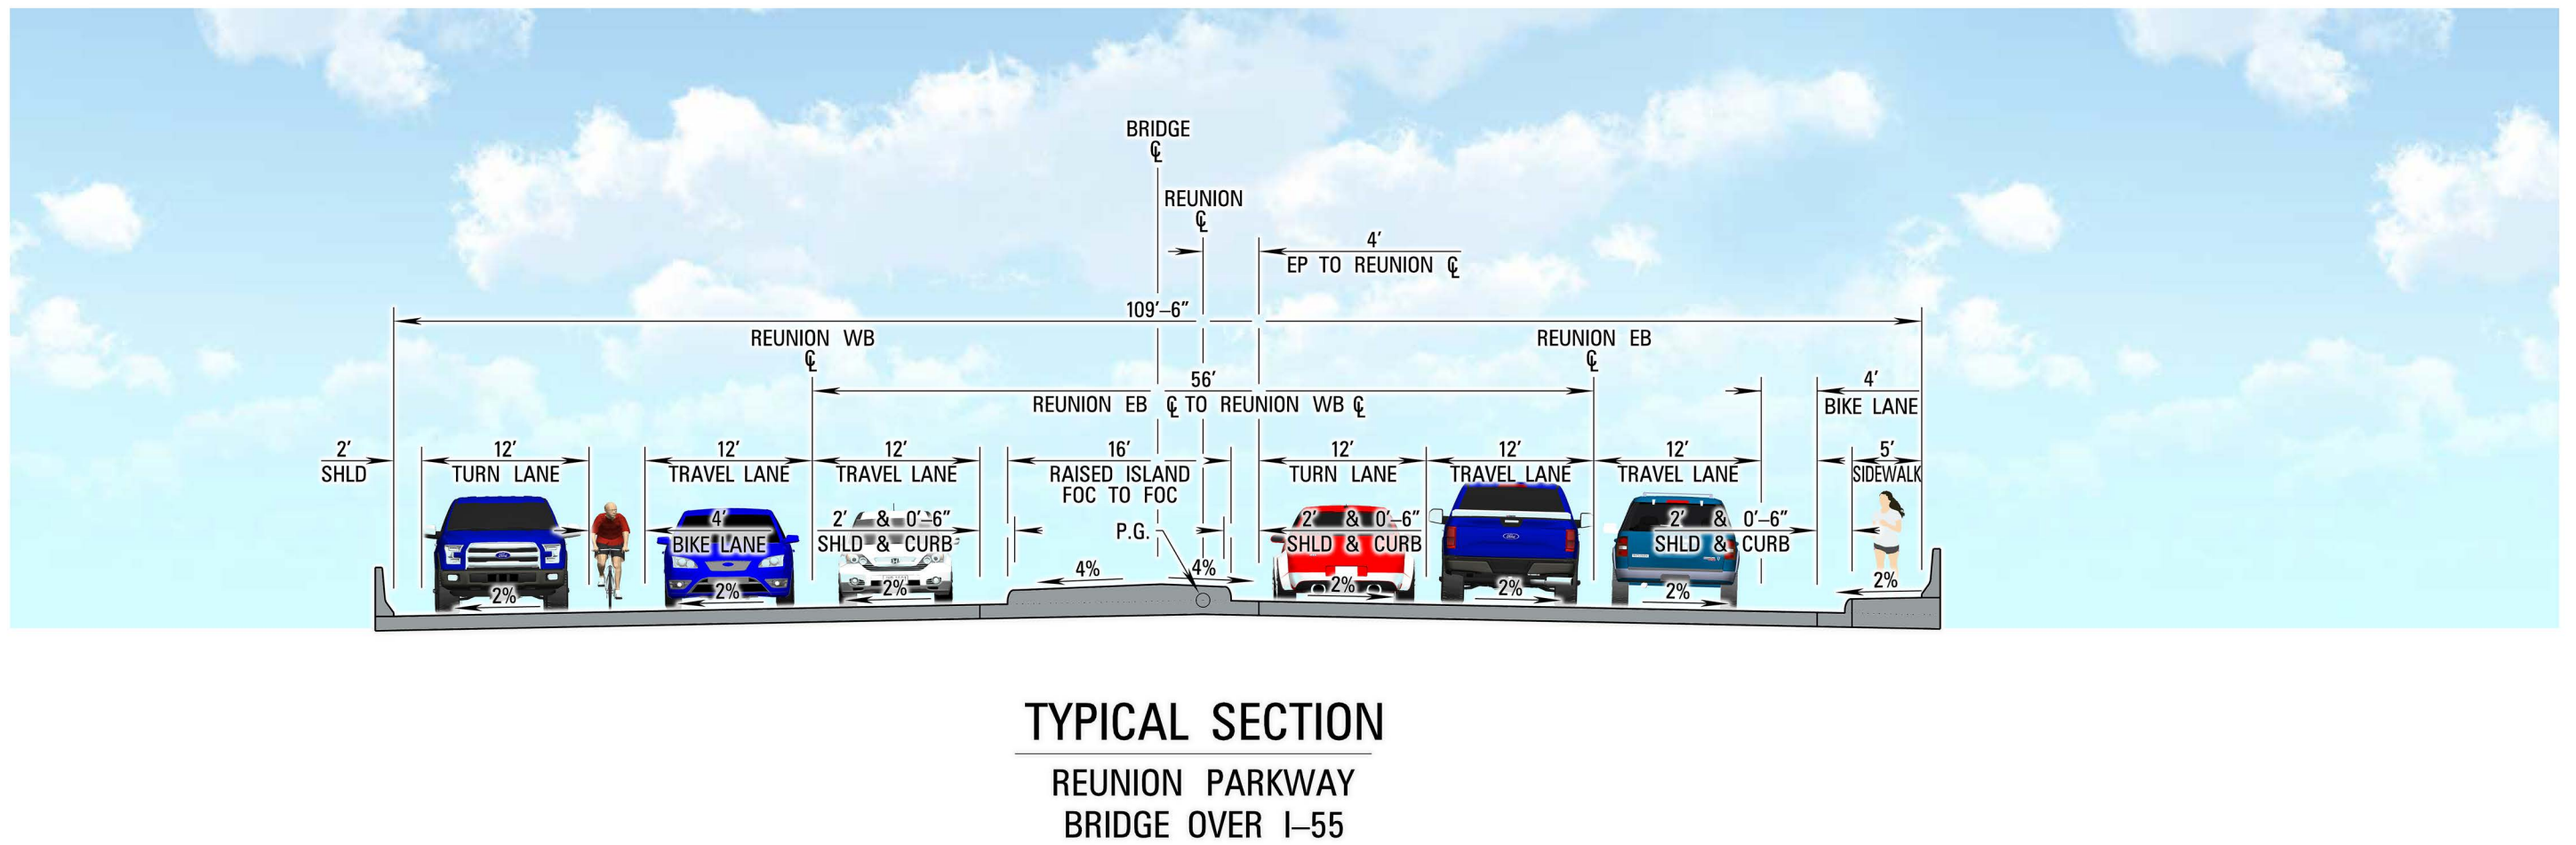 BRIDGE
℄
REUNION
℄
4'
EP TO REUNION ℄
109'–6"
REUNION WB
℄
REUNION EB
℄
56'
REUNION EB ℄ TO REUNION WB ℄
4'
BIKE LANE
2'
SHLD
12'
TURN LANE
12'
TRAVEL LANE
12'
TRAVEL LANE
16'
RAISED ISLAND
FOC TO FOC
12'
TURN LANE
12'
TRAVEL LANE
12'
TRAVEL LANE
5'
SIDEWALK
4'
BIKE LANE
2' & 0'–6"
SHLD & CURB
P.G.
2' & 0'–6"
SHLD & CURB
2' & 0'–6"
SHLD & CURB
2%
2%
2%
4%
4%
2%
2%
2%
2%
TYPICAL SECTION
REUNION PARKWAY
BRIDGE OVER I–55